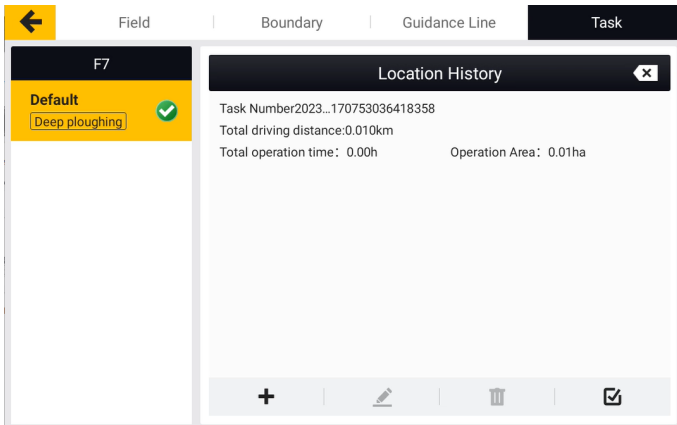 Field
Boundary
Guidance Line
Task
F7
Default
Deep ploughing
Location History
Task Number2023...170753036418358
Total driving distance:0.010km
Total operation time：0.00h
Operation Area：0.01ha